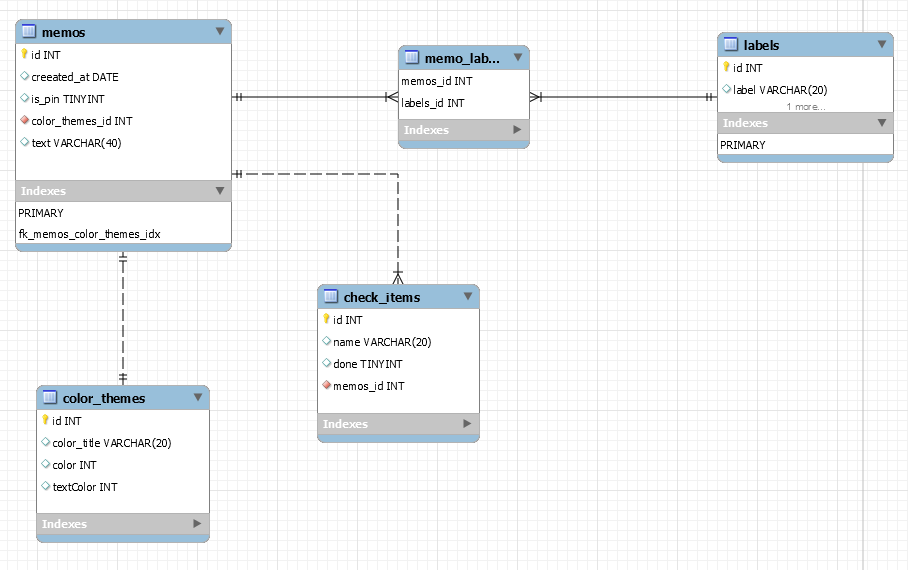 memos
id INT
creeated_at DATE
is_pin TINYINT
color_themes_id INT
text VARCHAR(40)
Indexes
PRIMARY
fk_memos_color_themes_idx
memo_lab...
memos_id INT
labels_id INT
Indexes
labels
id INT
label VARCHAR(20)
1 more...
Indexes
PRIMARY
check_items
id INT
name VARCHAR(20)
done TINYINT
memos_id INT
Indexes
color_themes
id INT
color_title VARCHAR(20)
color INT
textColor INT
Indexes